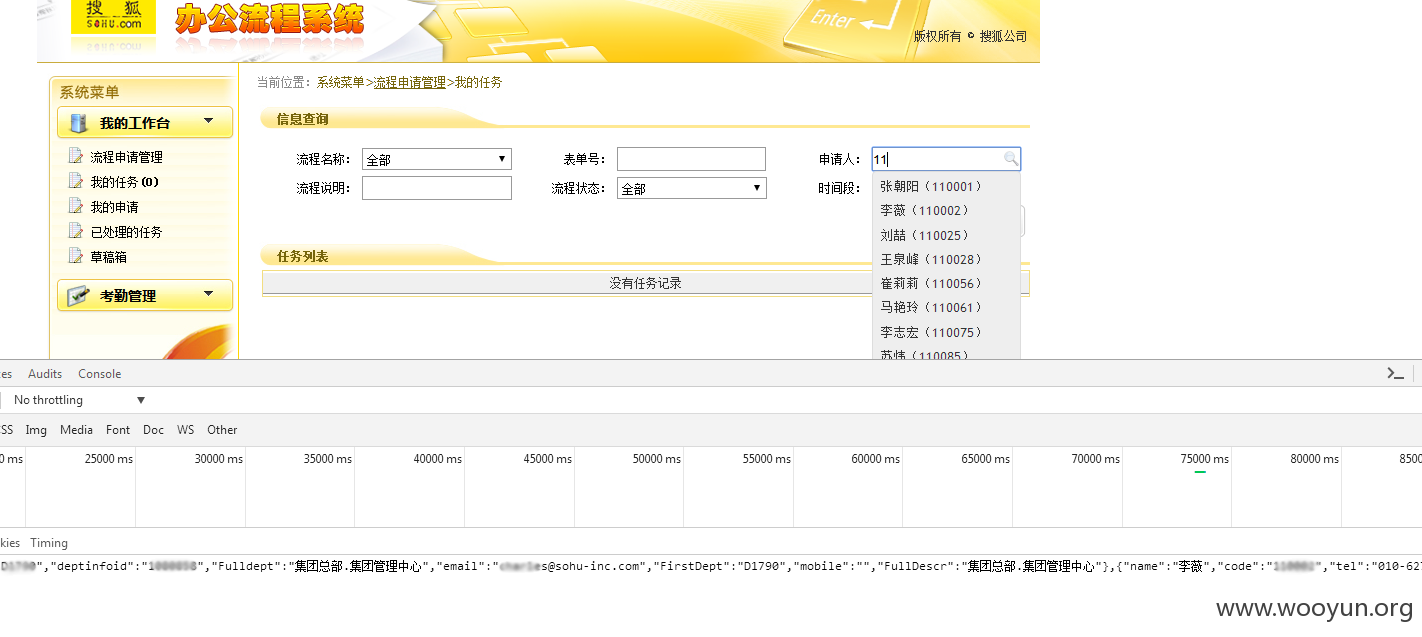 搜 狐
SOHU.com
办公流程系统
Enter
版权所有 © 搜狐公司
当前位置：系统菜单>流程申请管理>我的任务
系统菜单
我的工作台
流程申请管理
我的任务 (0)
我的申请
已处理的任务
草稿箱
考勤管理
信息查询
流程名称： 全部 表单号： 申请人： 11
流程说明： 流程状态： 全部 时间段：
张朝阳（110001）
李薇（110002）
刘喆（110025）
王泉峰（110028）
崔莉莉（110056）
马艳玲（110061）
李志宏（110075）
苏炜（110085）
任务列表
没有任务记录
ces Audits Console
No throttling
CSS Img Media Font Doc WS Other
0 ms 25000 ms 30000 ms 35000 ms 40000 ms 45000 ms 50000 ms 55000 ms 60000 ms 65000 ms 70000 ms 75000 ms 80000 ms 8500
kies Timing
","deptinfoid":"","Fulldept":"集团总部.集团管理中心","email":"s@sohu-inc.com","FirstDept":"D1790","mobile":"","FullDescr":"集团总部.集团管理中心"},{"name":"李薇","code":"","tel":"010-627
www.wooyun.org